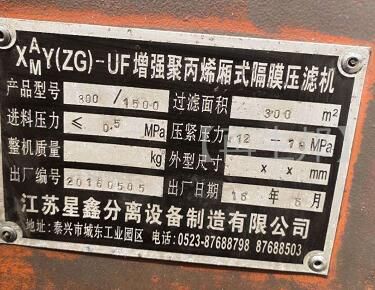 XAMY(ZG)-UF增强聚丙烯厢式隔膜压滤机
产品型号 300/1500 过滤面积 300 m²
进料压力 ≤0.5 MPa 压紧压力 12-18 MPa
整机质量 kg 外型尺寸 x x mm
出厂编号 20160505 出厂日期 16年5月
江苏星鑫分离设备制造有限公司
地址:泰兴市城东工业园区 电话:0523-87688798 87688503